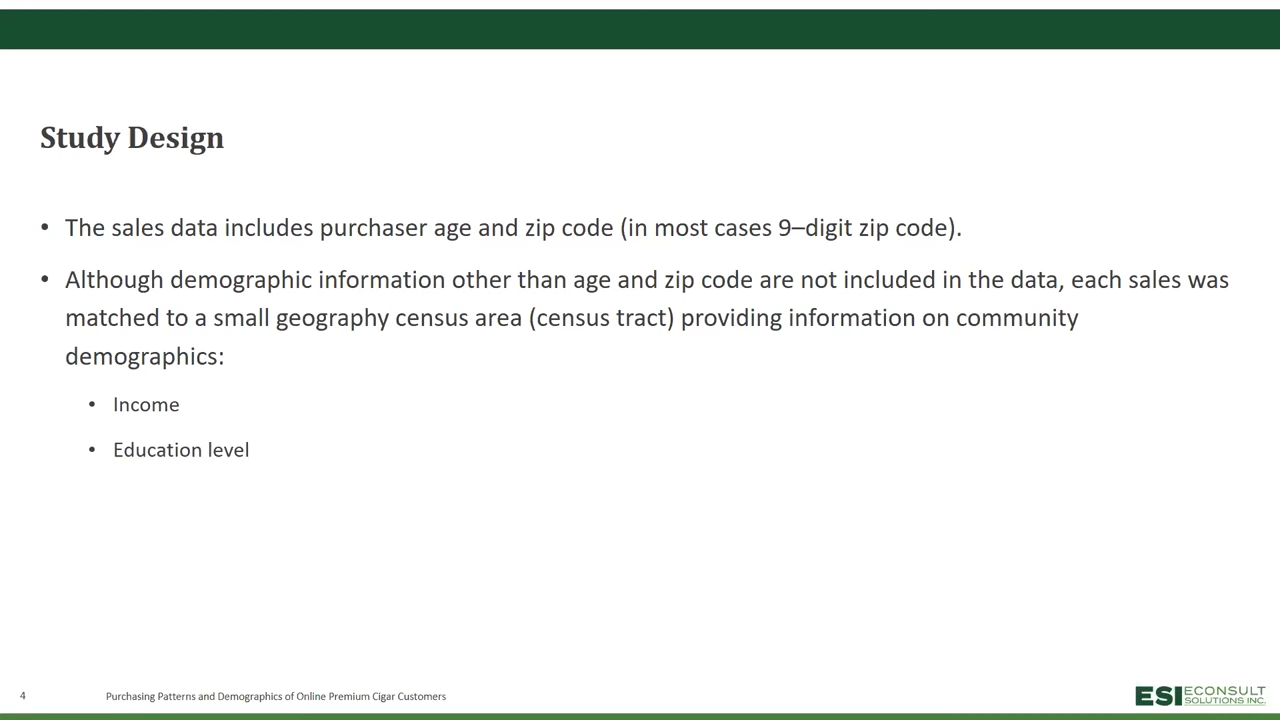 Study Design
• The sales data includes purchaser age and zip code (in most cases 9–digit zip code).
• Although demographic information other than age and zip code are not included in the data, each sales was
matched to a small geography census area (census tract) providing information on community
demographics:
• Income
• Education level
4
Purchasing Patterns and Demographics of Online Premium Cigar Customers
ESI ECONSULT
SOLUTIONS INC.